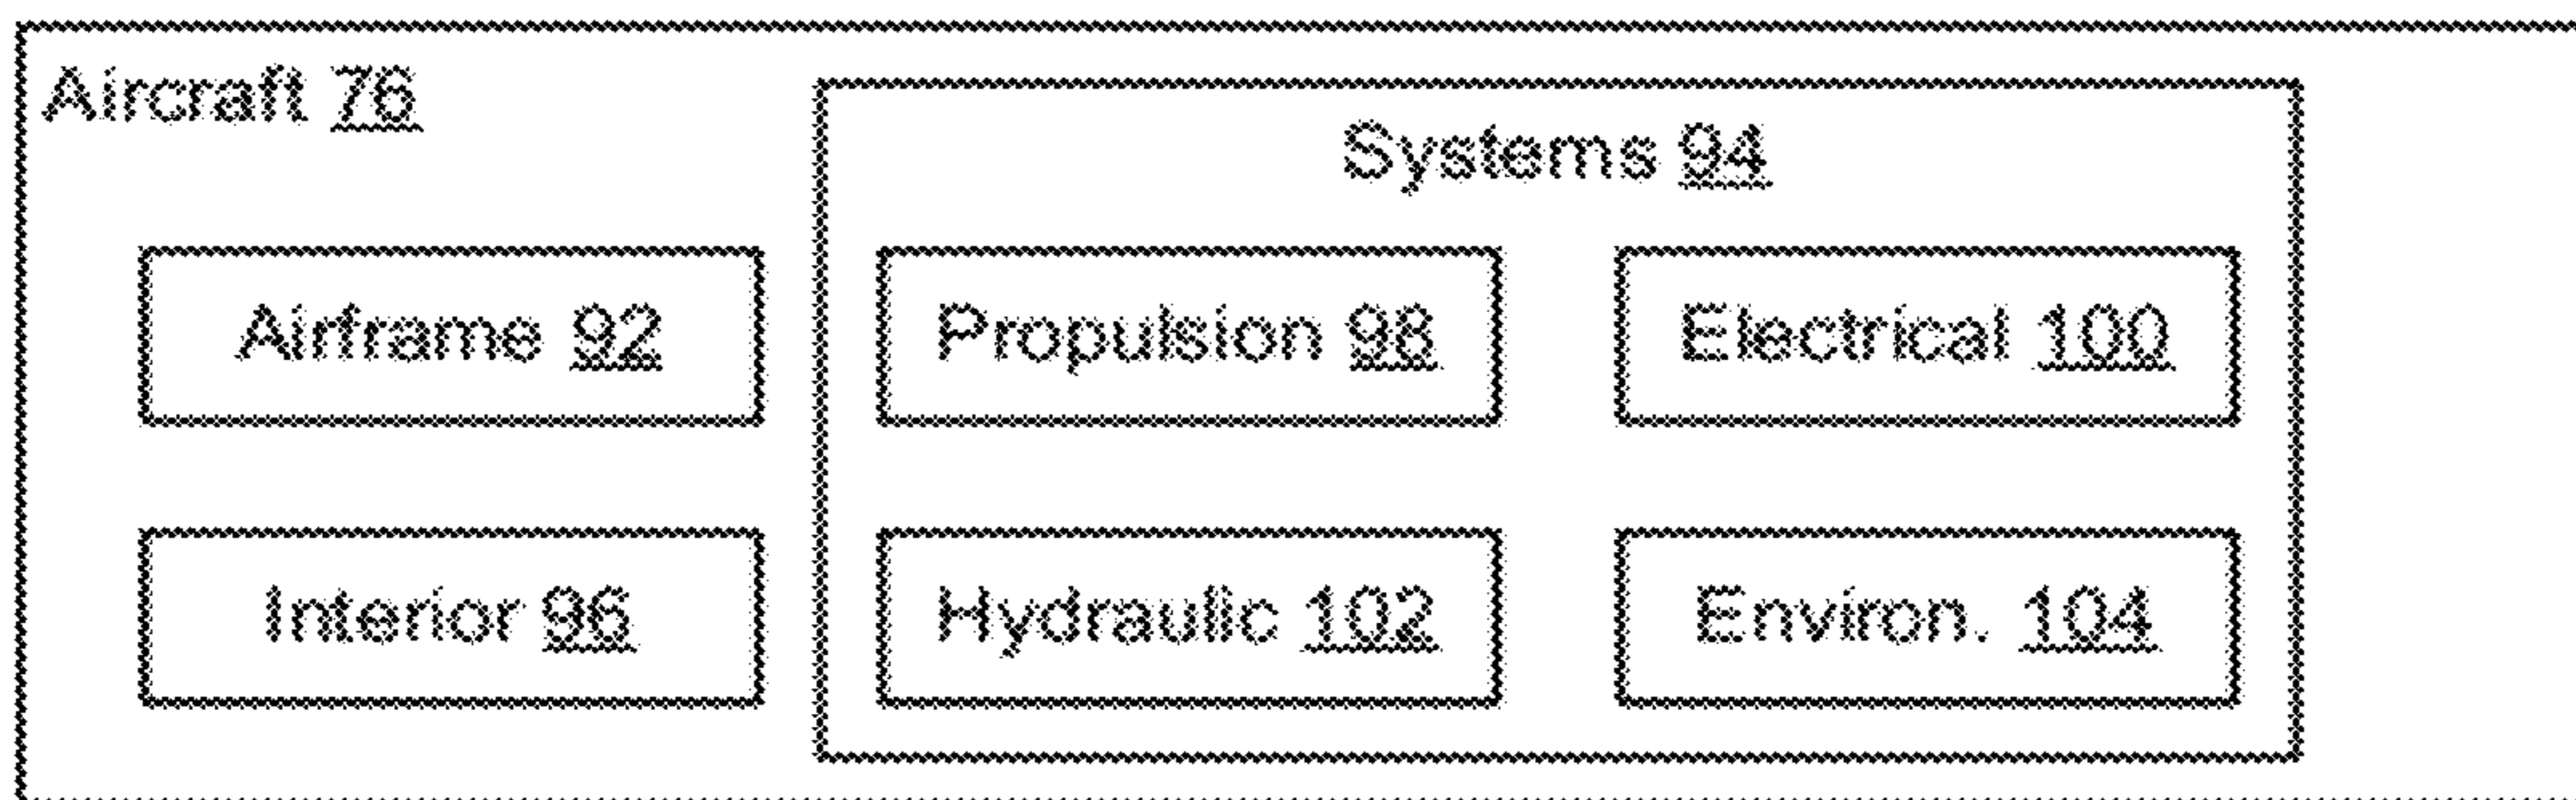 Aircraft 76
Systems 94
Airframe 92
Propulsion 98
Electrical 100
Interior 96
Hydraulic 102
Environ. 104